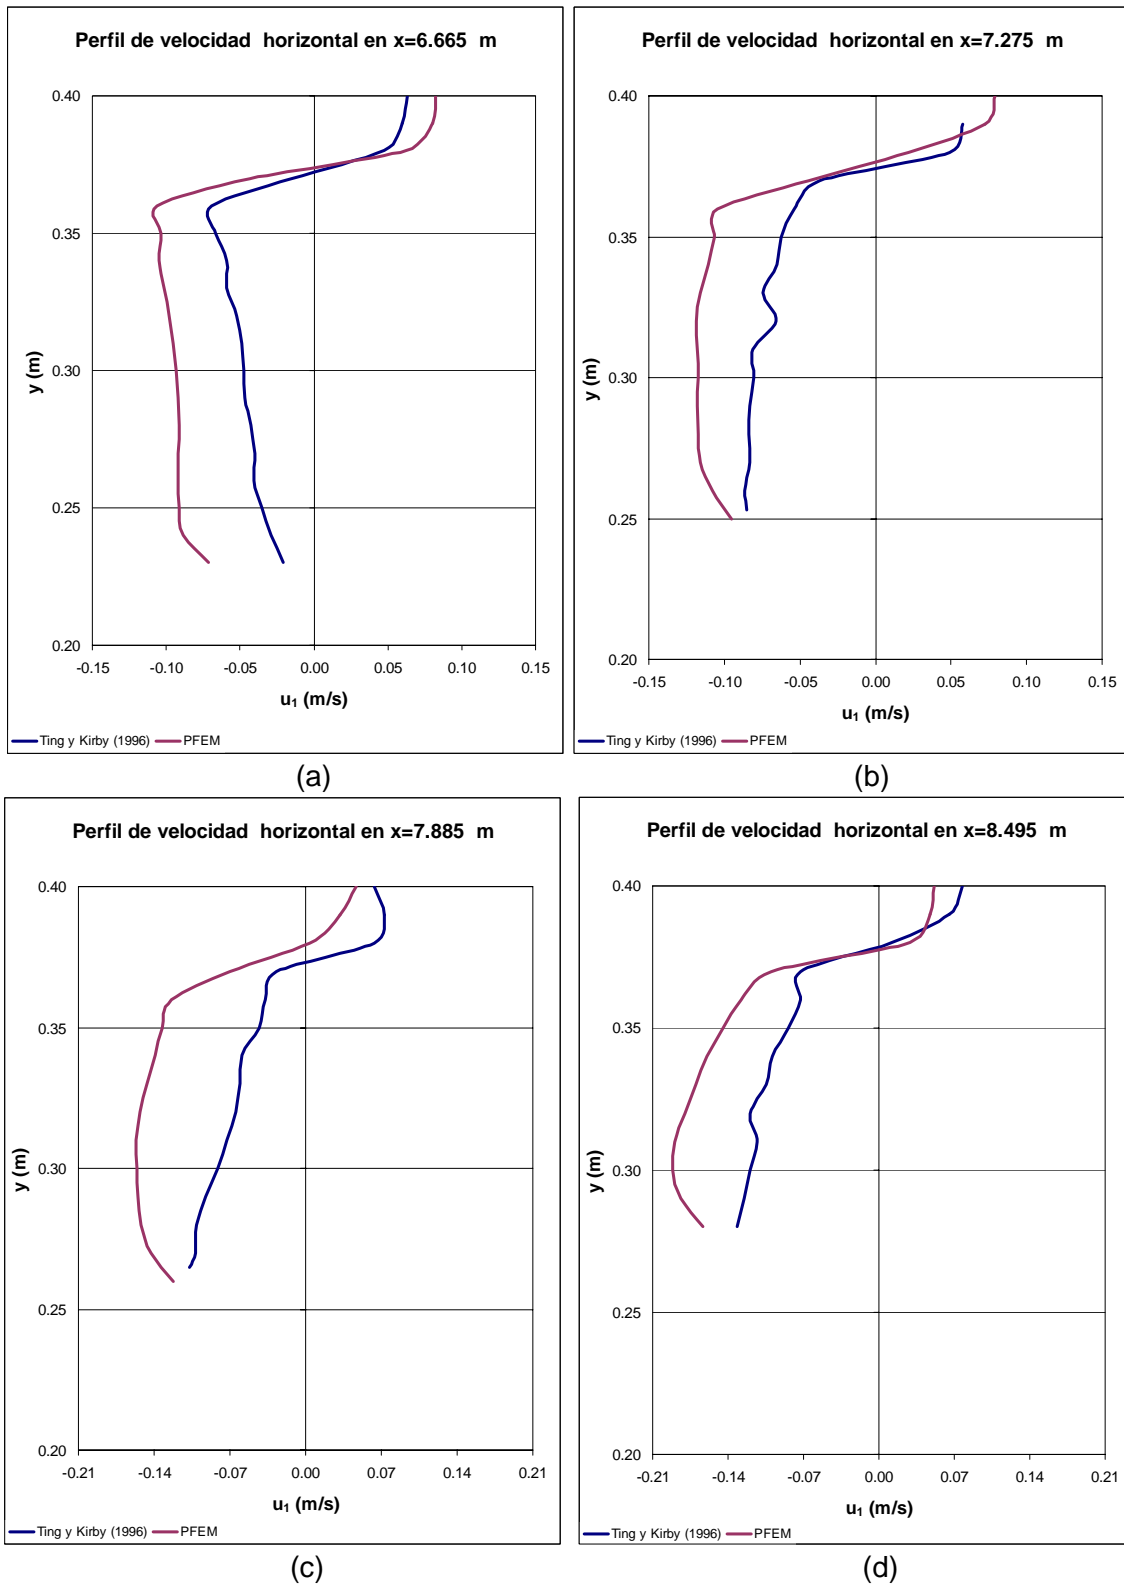 Perfil de velocidad horizontal en x=6.665 m
0.40
0.35
0.30
0.25
0.20
y (m)
-0.15 -0.10 -0.05 0.00 0.05 0.10 0.15
u₁ (m/s)
Ting y Kirby (1996) PFEM
(a)
Perfil de velocidad horizontal en x=7.275 m
0.40
0.35
0.30
0.25
0.20
y (m)
-0.15 -0.10 -0.05 0.00 0.05 0.10 0.15
u₁ (m/s)
Ting y Kirby (1996) PFEM
(b)
Perfil de velocidad horizontal en x=7.885 m
0.40
0.35
0.30
0.25
0.20
y (m)
-0.21 -0.14 -0.07 0.00 0.07 0.14 0.21
u₁ (m/s)
Ting y Kirby (1996) PFEM
(c)
Perfil de velocidad horizontal en x=8.495 m
0.40
0.35
0.30
0.25
0.20
y (m)
-0.21 -0.14 -0.07 0.00 0.07 0.14 0.21
u₁ (m/s)
Ting y Kirby (1996) PFEM
(d)